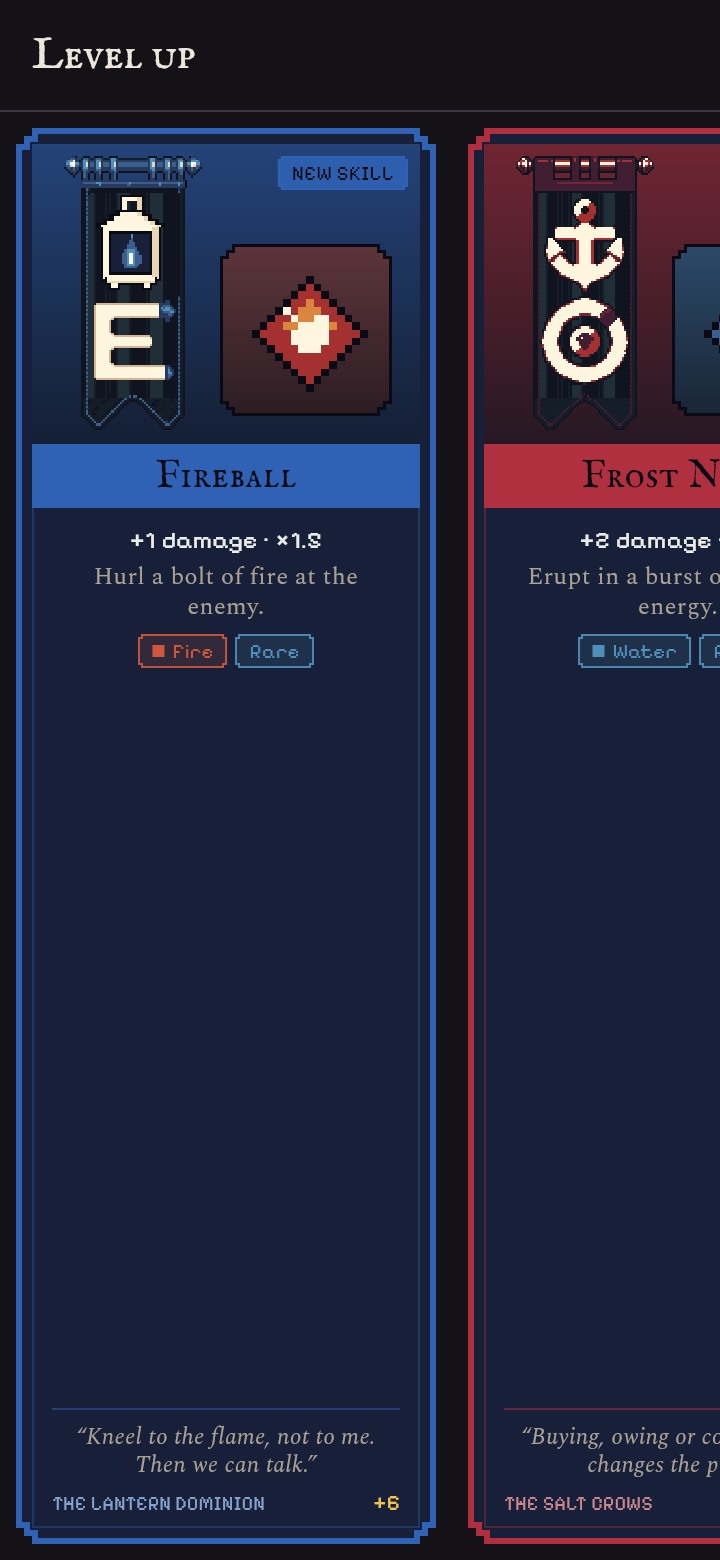 Level up
NEW SKILL
E
Fireball
+1 damage · ×1.5
Hurl a bolt of fire at the
enemy.
Fire
Rare
“Kneel to the flame, not to me.
Then we can talk.”
THE LANTERN DOMINION
+6
Frost N
+2 damage
Erupt in a burst o
energy.
Water
“Buying, owing or co
changes the p
THE SALT CROWS